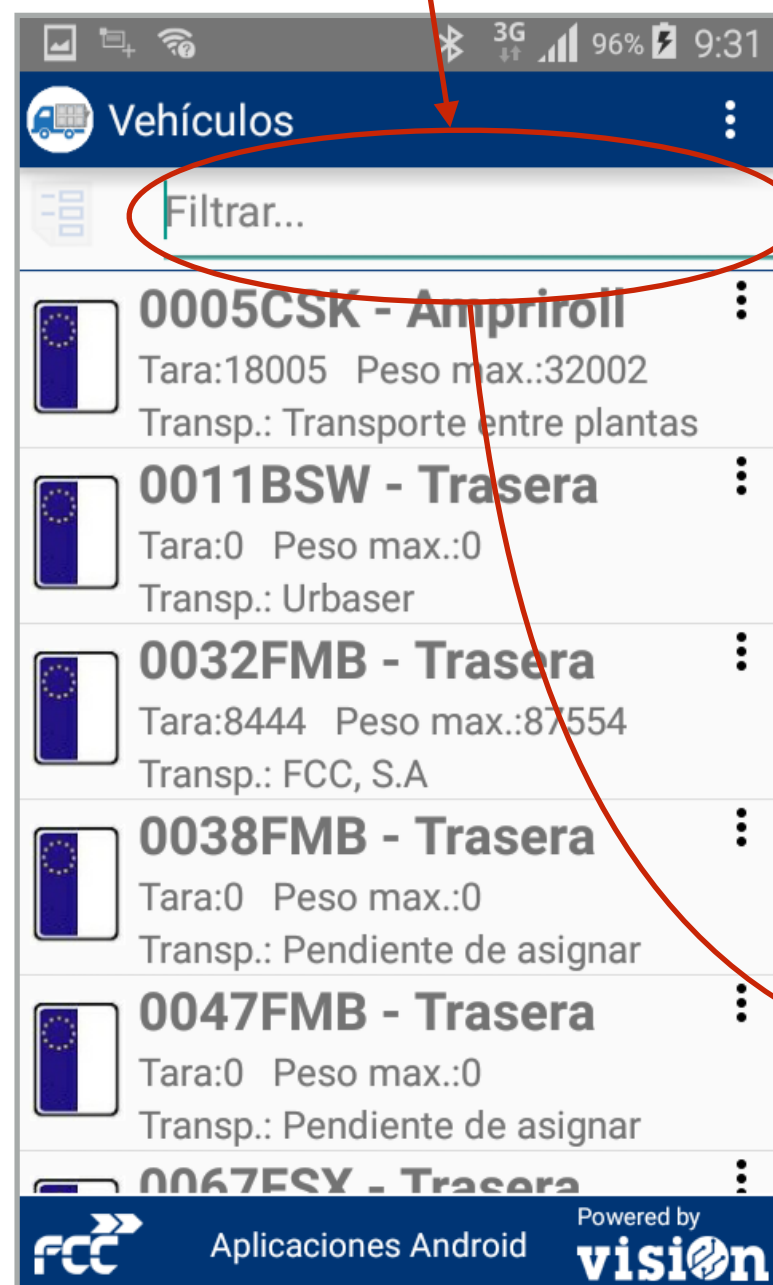 3G 96% 9:31
Vehículos
Filtrar...
0005CSK - Ampriroll
Tara:18005 Peso max.:32002
Transp.: Transporte entre plantas
0011BSW - Trasera
Tara:0 Peso max.:0
Transp.: Urbaser
0032FMB - Trasera
Tara:8444 Peso max.:87554
Transp.: FCC, S.A
0038FMB - Trasera
Tara:0 Peso max.:0
Transp.: Pendiente de asignar
0047FMB - Trasera
Tara:0 Peso max.:0
Transp.: Pendiente de asignar
0067FSX - Trasera
Powered by
FCC Aplicaciones Android vision